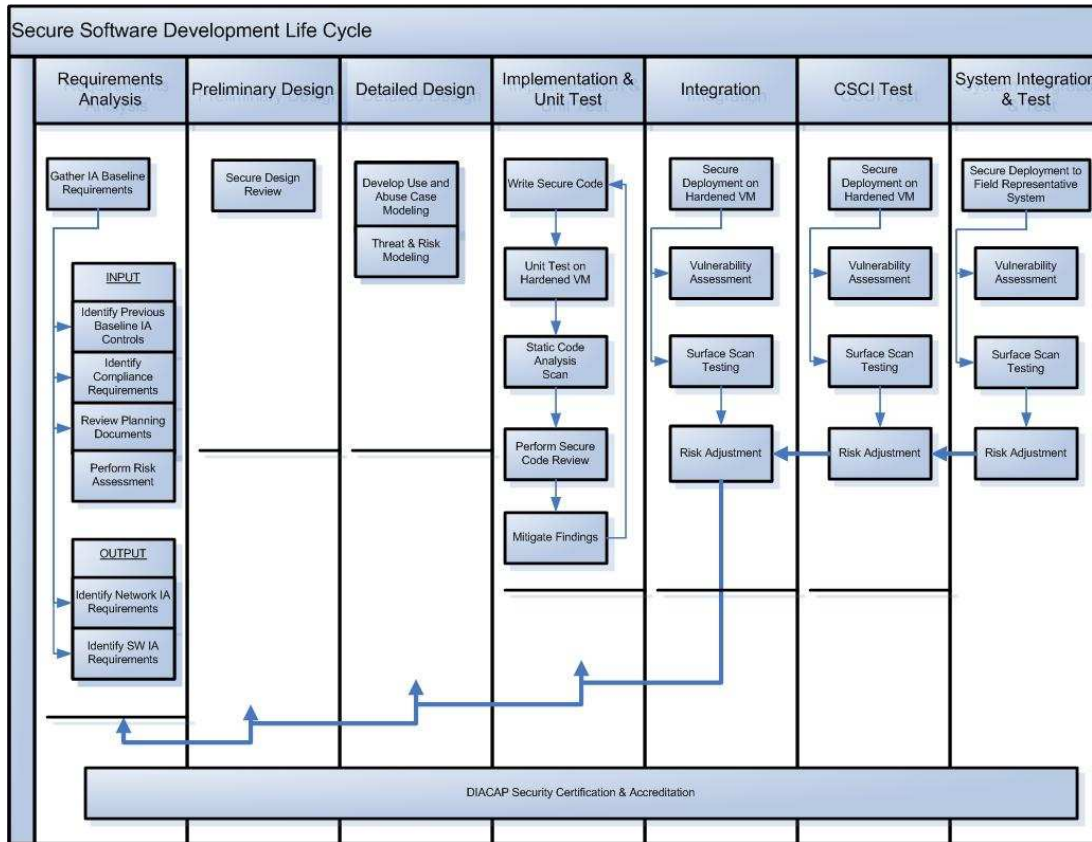 Secure Software Development Life Cycle
Requirements
Analysis
Preliminary Design
Detailed Design
Implementation &
Unit Test
Integration
CSCI Test
System Integration
& Test
Gather IA Baseline
Requirements
INPUT
Identify Previous
Baseline IA
Controls
Identify
Compliance
Requirements
Review Planning
Documents
Perform Risk
Assessment
OUTPUT
Identify Network IA
Requirements
Identify SW IA
Requirements
Secure Design
Review
Develop Use and
Abuse Case
Modeling
Threat & Risk
Modeling
Write Secure Code
Unit Test on
Hardened VM
Static Code
Analysis
Scan
Perform Secure
Code Review
Mitigate Findings
Secure
Deployment on
Hardened VM
Vulnerability
Assessment
Surface Scan
Testing
Risk Adjustment
Secure
Deployment on
Hardened VM
Vulnerability
Assessment
Surface Scan
Testing
Risk Adjustment
Secure Deployment to
Field Representative
System
Vulnerability
Assessment
Surface Scan
Testing
Risk Adjustment
DIACAP Security Certification & Accreditation